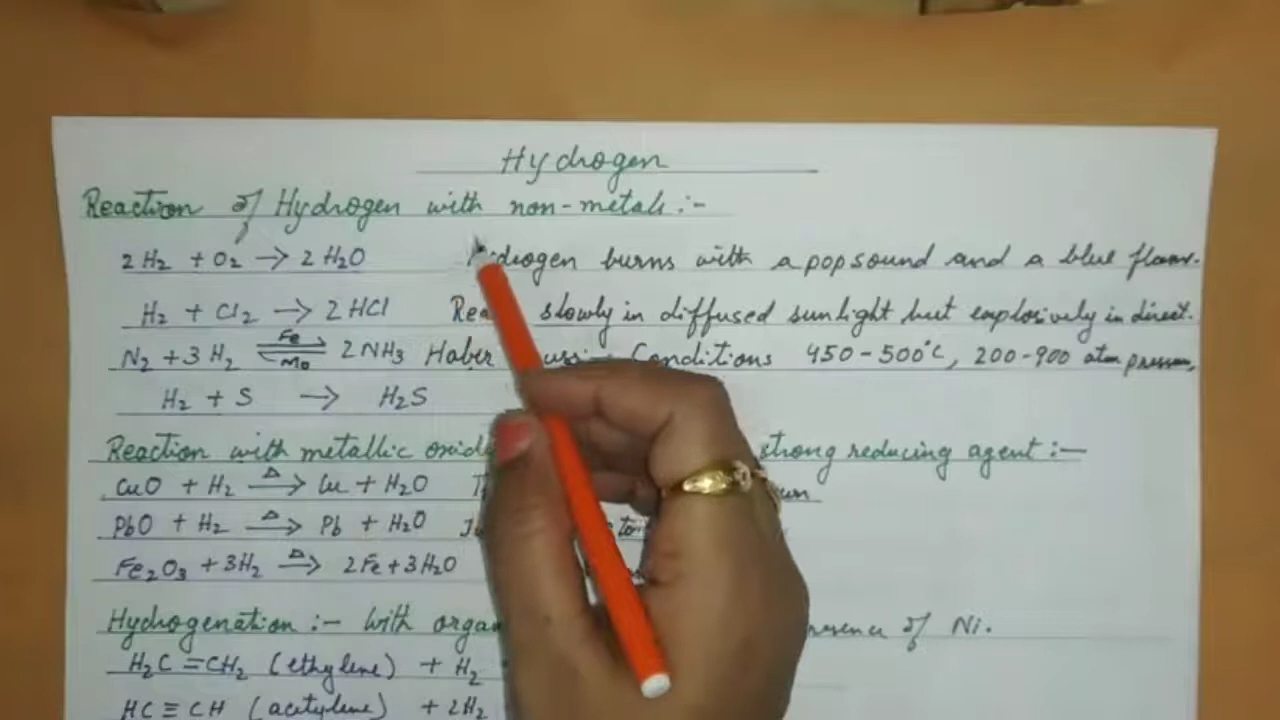 Hydrogen
Reaction of Hydrogen with non-metals :-
2H₂ + O₂ → 2H₂O Hydrogen burns with a pop sound and a blue flame.
H₂ + Cl₂ → 2HCl Rea slowly in diffused sunlight but explosively in direct.
N₂ + 3H₂ ⇌ Fe Mo 2NH₃ Haber Conditions 450-500°C, 200-900 atm pressure,
H₂ + S → H₂S
Reaction with metallic oxide strong reducing agent :-
CuO + H₂ Δ→ Cu + H₂O
PbO + H₂ Δ→ Pb + H₂O
Fe₂O₃ + 3H₂ Δ→ 2Fe + 3H₂O
Hydrogenation :- With organ presence of Ni.
H₂C=CH₂ (ethylene) + H₂
HC≡CH (acetylene) + 2H₂